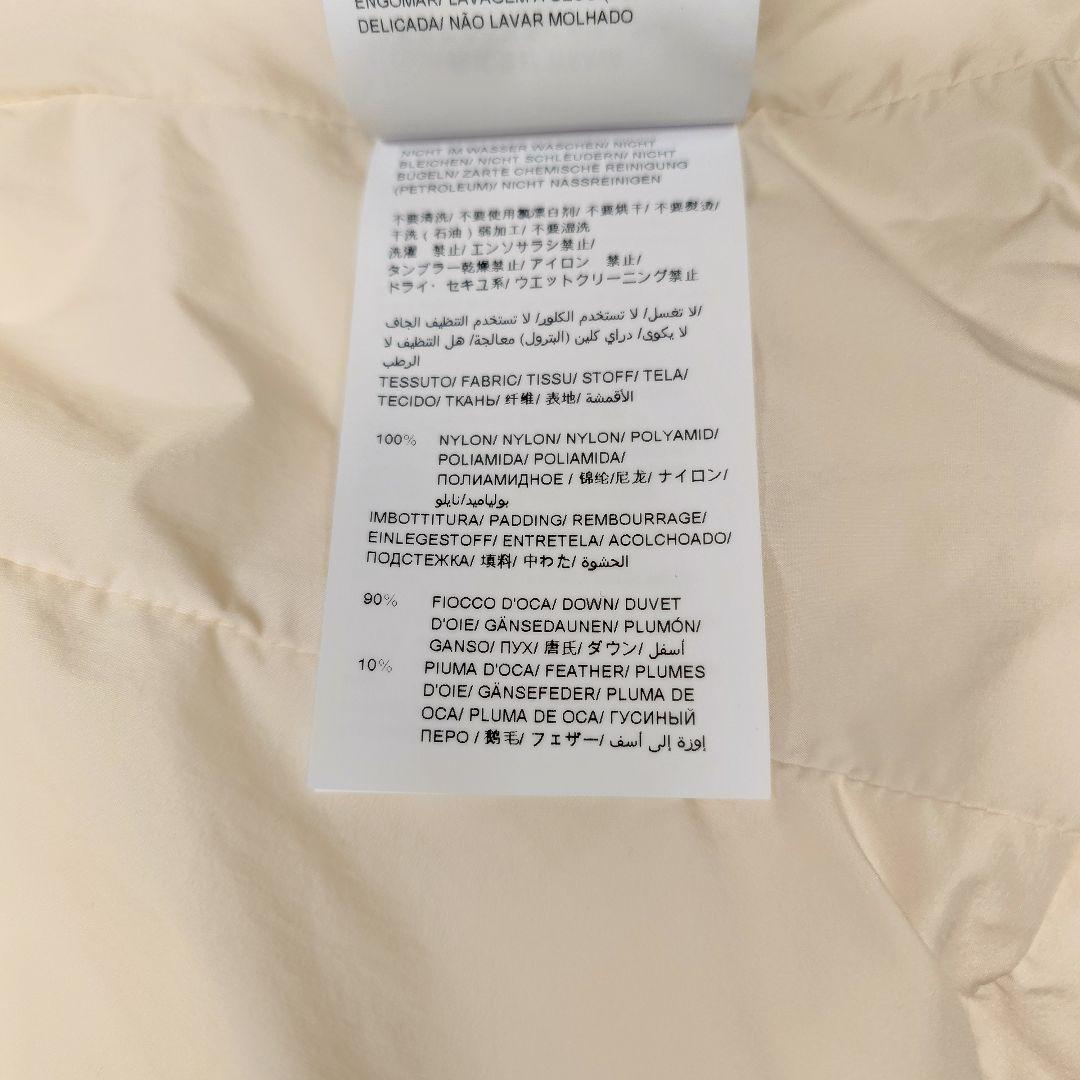 DELICADA/ NÃO LAVAR MOLHADO
NICHT IM WASSER WASCHEN/ NICHT
BLEICHEN/ NICHT SCHLEUDERN/ NICHT
BÜGELN/ ZARTE CHEMISCHE REINIGUNG
(PETROLEUM)/ NICHT NASSREINIGEN
不要清洗/ 不要使用氯漂白剂/ 不要烘干/ 不要熨烫/
干洗 ( 石油 ) 弱加工/ 不要湿洗
洗濯 禁止/ エンソサラシ禁止/
タンブラー乾燥禁止/ アイロン 禁止/
ドライ・セキユ系/ ウエットクリーニング禁止
لا تغسل/ لا تستخدم الكلور/ لا تستخدم التنظيف الجاف/
لا يكوى/ دراي كلين (البترول) معالجة/ هل التنظيف لا
الرطب
TESSUTO/ FABRIC/ TISSU/ STOFF/ TELA/
TECIDO/ ТКАНЬ/ 纤维/ 表地/ الأقمشة
100% NYLON/ NYLON/ NYLON/ POLYAMID/
POLIAMIDA/ POLIAMIDA/
ПОЛИАМИДНОЕ / 锦纶/尼龙/ ナイロン/
بولياميد/نايلو
IMBOTTITURA/ PADDING/ REMBOURRAGE/
EINLEGESTOFF/ ENTRETELA/ ACOLCHOADO/
ПОДСТЕЖКА/ 填料/ 中わた/ الحشوة
90% FIOCCO D'OCA/ DOWN/ DUVET
D'OIE/ GÄNSEDAUNEN/ PLUMÓN/
GANSO/ ПУХ/ 唐氏/ ダウン/ أسفل
10% PIUMA D'OCA/ FEATHER/ PLUMES
D'OIE/ GÄNSEFEDER/ PLUMA DE
OCA/ PLUMA DE OCA/ ГУСИНЫЙ
ПЕРО / 鹅毛/ フェザー/ إوزة إلى أسف